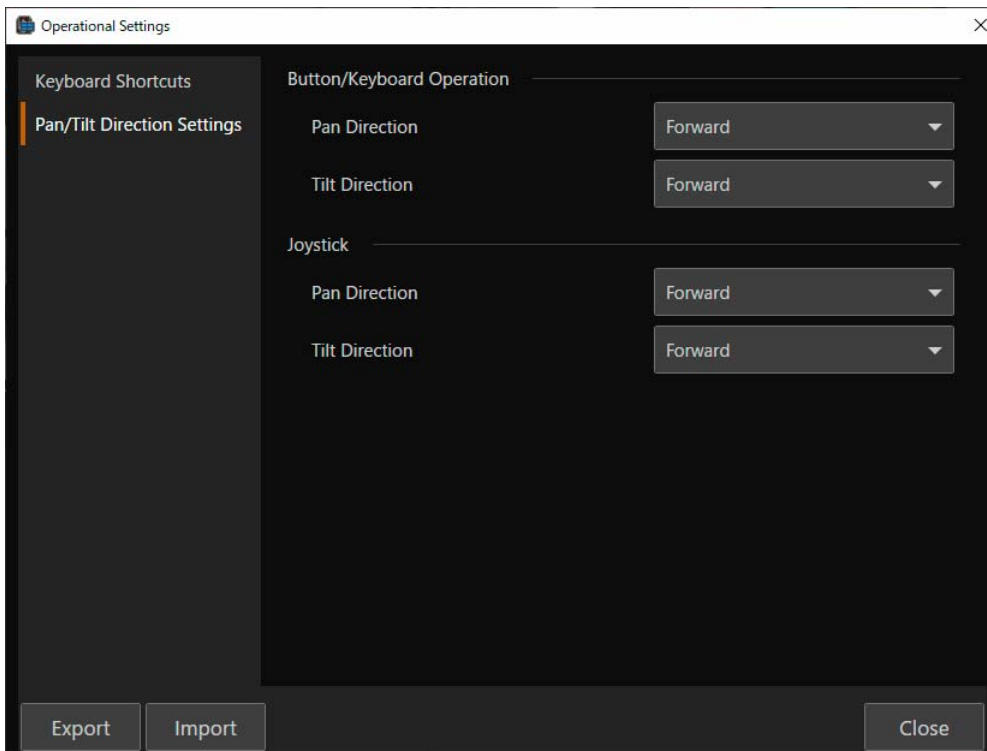 Operational Settings
Keyboard Shortcuts
Pan/Tilt Direction Settings
Button/Keyboard Operation
Pan Direction
Forward
Tilt Direction
Forward
Joystick
Pan Direction
Forward
Tilt Direction
Forward
Export
Import
Close